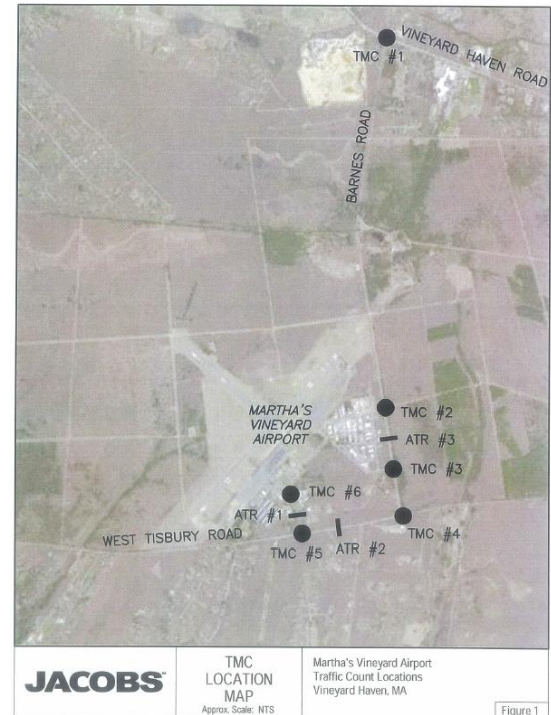 VINEYARD HAVEN ROAD
TMC #1
BARNES ROAD
MARTHA'S
VINEYARD
AIRPORT
TMC #2
ATR #3
TMC #3
TMC #6
ATR #1
TMC #4
WEST TISBURY ROAD
TMC #5
ATR #2
JACOBS™
TMC
LOCATION
MAP
Approx. Scale: NTS
Martha's Vineyard Airport
Traffic Count Locations
Vineyard Haven, MA
Figure 1